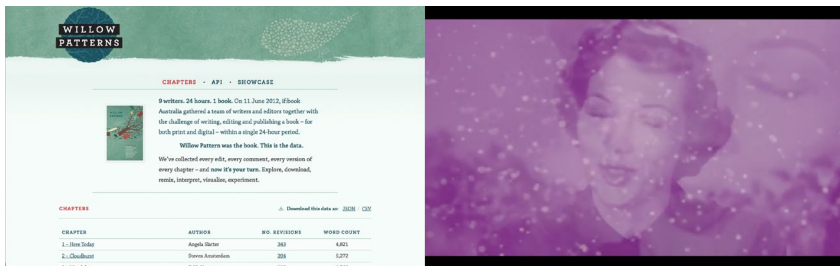 WILLOW
PATTERNS
CHAPTERS • API • SHOWCASE
9 writers. 24 hours. 1 book. On 11 June 2012, if:book
Australia gathered a team of writers and editors together with
the challenge of writing, editing and publishing a book – for
both print and digital – within a single 24-hour period.
Willow Pattern was the book. This is the data.
We've collected every edit, every comment, every version of
every chapter – and now it's your turn. Explore, download,
remix, interpret, visualise, experiment.
CHAPTERS Download this data as: JSON | CSV
CHAPTER AUTHOR NO. REVISIONS WORD COUNT
1 – Here Today Angela Slatter 343 4,821
2 – Cloudburst Steven Amsterdam 394 5,272